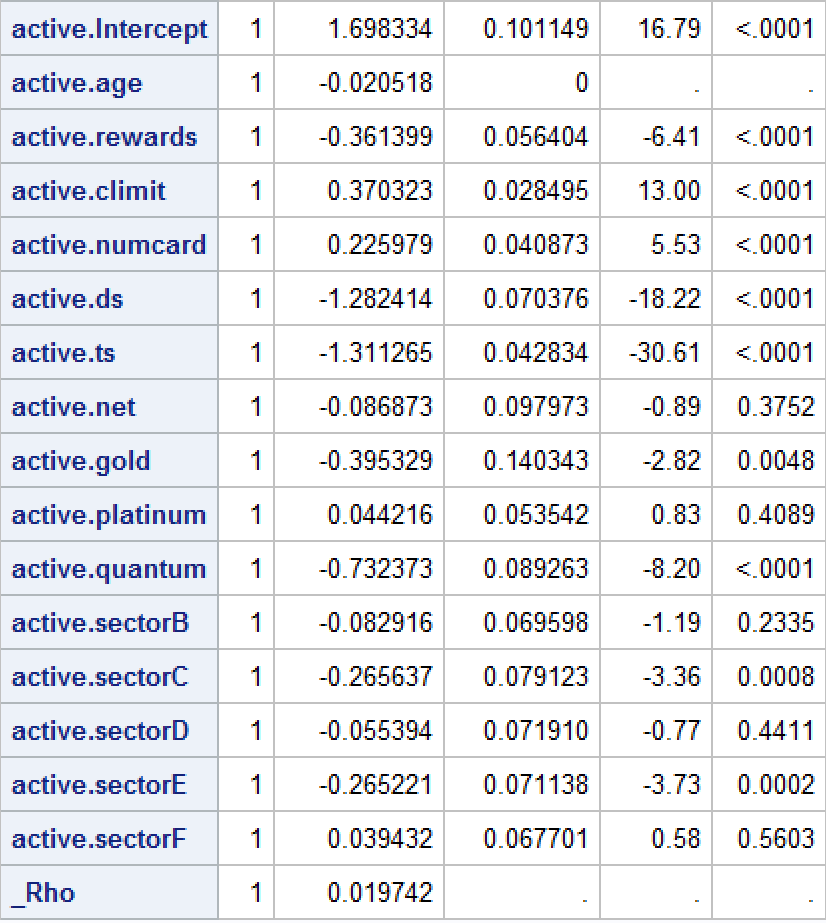 active.Intercept 1 1.698334 0.101149 16.79 <.0001
active.age 1 -0.020518 0 . .
active.rewards 1 -0.361399 0.056404 -6.41 <.0001
active.climit 1 0.370323 0.028495 13.00 <.0001
active.numcard 1 0.225979 0.040873 5.53 <.0001
active.ds 1 -1.282414 0.070376 -18.22 <.0001
active.ts 1 -1.311265 0.042834 -30.61 <.0001
active.net 1 -0.086873 0.097973 -0.89 0.3752
active.gold 1 -0.395329 0.140343 -2.82 0.0048
active.platinum 1 0.044216 0.053542 0.83 0.4089
active.quantum 1 -0.732373 0.089263 -8.20 <.0001
active.sectorB 1 -0.082916 0.069598 -1.19 0.2335
active.sectorC 1 -0.265637 0.079123 -3.36 0.0008
active.sectorD 1 -0.055394 0.071910 -0.77 0.4411
active.sectorE 1 -0.265221 0.071138 -3.73 0.0002
active.sectorF 1 0.039432 0.067701 0.58 0.5603
_Rho 1 0.019742 . . .